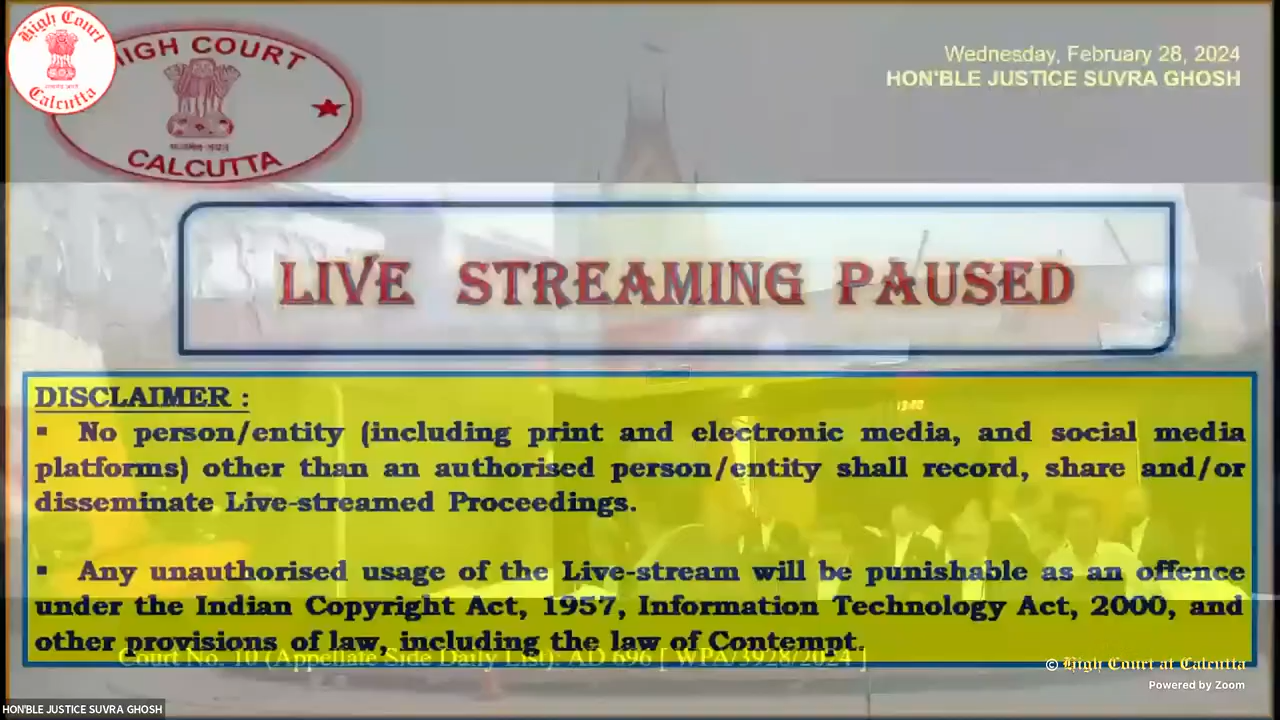 High Court
Calcutta
HIGH COURT
CALCUTTA
Wednesday, February 28, 2024
HON'BLE JUSTICE SUVRA GHOSH
LIVE STREAMING PAUSED
DISCLAIMER :
▪ No person/entity (including print and electronic media, and social media
platforms) other than an authorised person/entity shall record, share and/or
disseminate Live-streamed Proceedings.
▪ Any unauthorised usage of the Live-stream will be punishable as an offence
under the Indian Copyright Act, 1957, Information Technology Act, 2000, and
other provisions of law, including the law of Contempt.
Court No. 10 (Appellate Side Daily List): AD 696 [ WPA/3928/2024 ]
© High Court at Calcutta
Powered by Zoom
HON'BLE JUSTICE SUVRA GHOSH